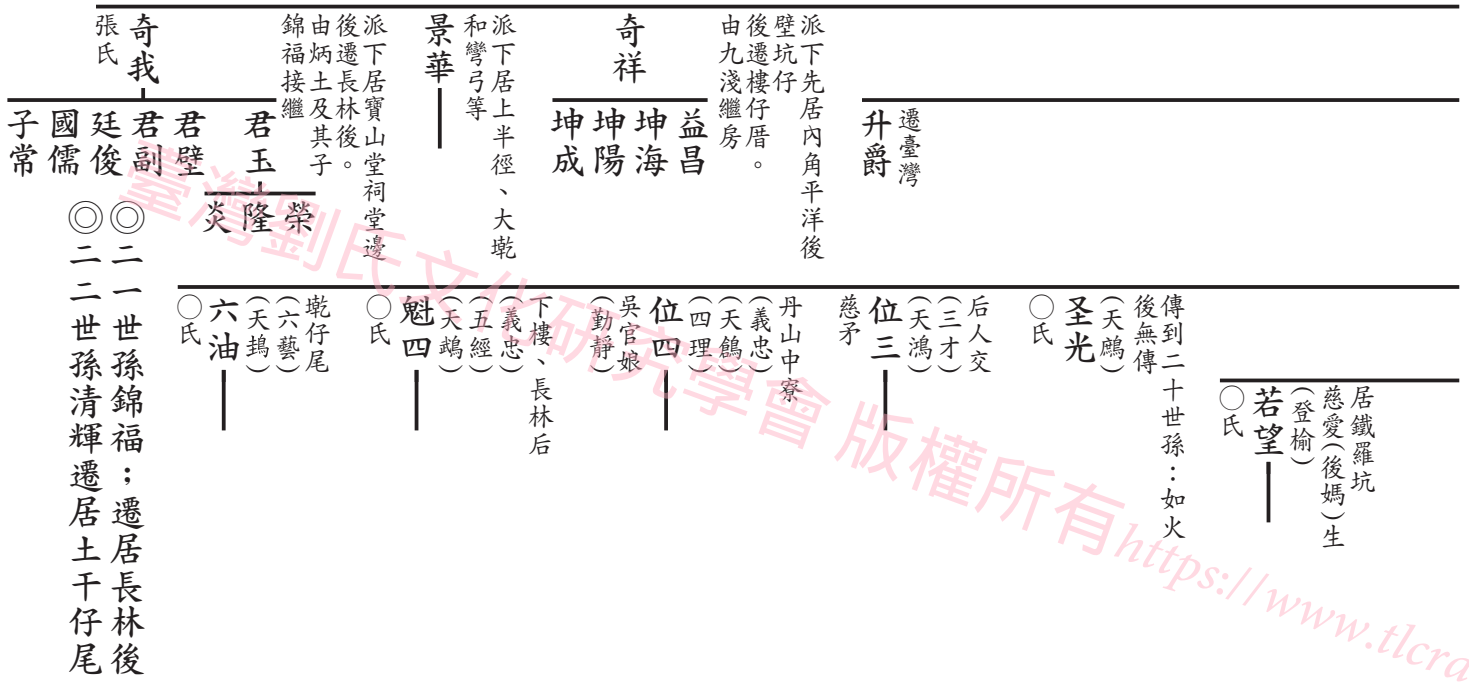 派下先居內角平洋後
壁坑仔
後遷樓仔厝。
由九淺繼房
奇祥
派下居上半徑、大墘
和彎弓等
景華
派下居寶山堂祠堂邊
後遷長林後。
由炳土及其子
錦福接繼
奇我
張氏
遷臺灣
升爵
益昌
坤海
坤陽
坤成
君玉
君壁
君副
廷俊
國儒
子常
榮
隆
炎
傳到二十世孫：如火
後無傳
(天鷉)
圣光
○氏
后人交
(三才)
(天鴻)
位三
慈矛
丹山中寮
(義忠)
(四理)
位四
吳官娘
(勤靜)
下樓、長林后
(義忠)
(五經)
魁四
○氏
墘仔尾
(六藝)
六油
○氏
居鐵羅坑
慈愛(後媽)生
(登榆)
若望
○氏
◎二一世孫錦福；遷居長林後
◎二二世孫清輝遷居土干仔尾
臺灣劉氏文化研究學會 版權所有https://www.tlcra